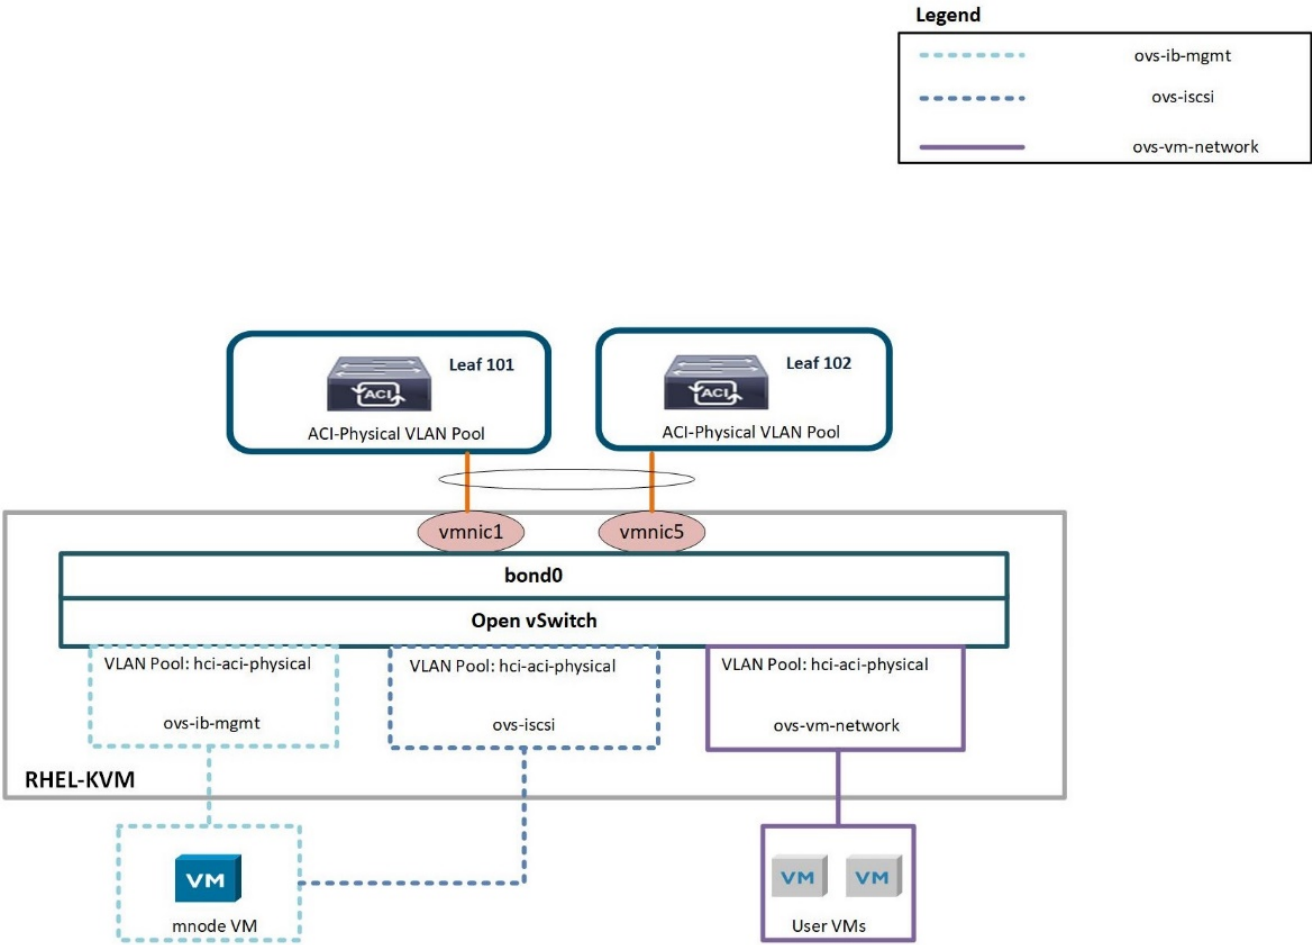 Legend
ovs-ib-mgmt
ovs-iscsi
ovs-vm-network
Leaf 101
ACI
ACI-Physical VLAN Pool
Leaf 102
ACI
ACI-Physical VLAN Pool
vmnic1
vmnic5
bond0
Open vSwitch
VLAN Pool: hci-aci-physical
ovs-ib-mgmt
VLAN Pool: hci-aci-physical
ovs-iscsi
VLAN Pool: hci-aci-physical
ovs-vm-network
RHEL-KVM
VM
mnode VM
VM
VM
User VMs